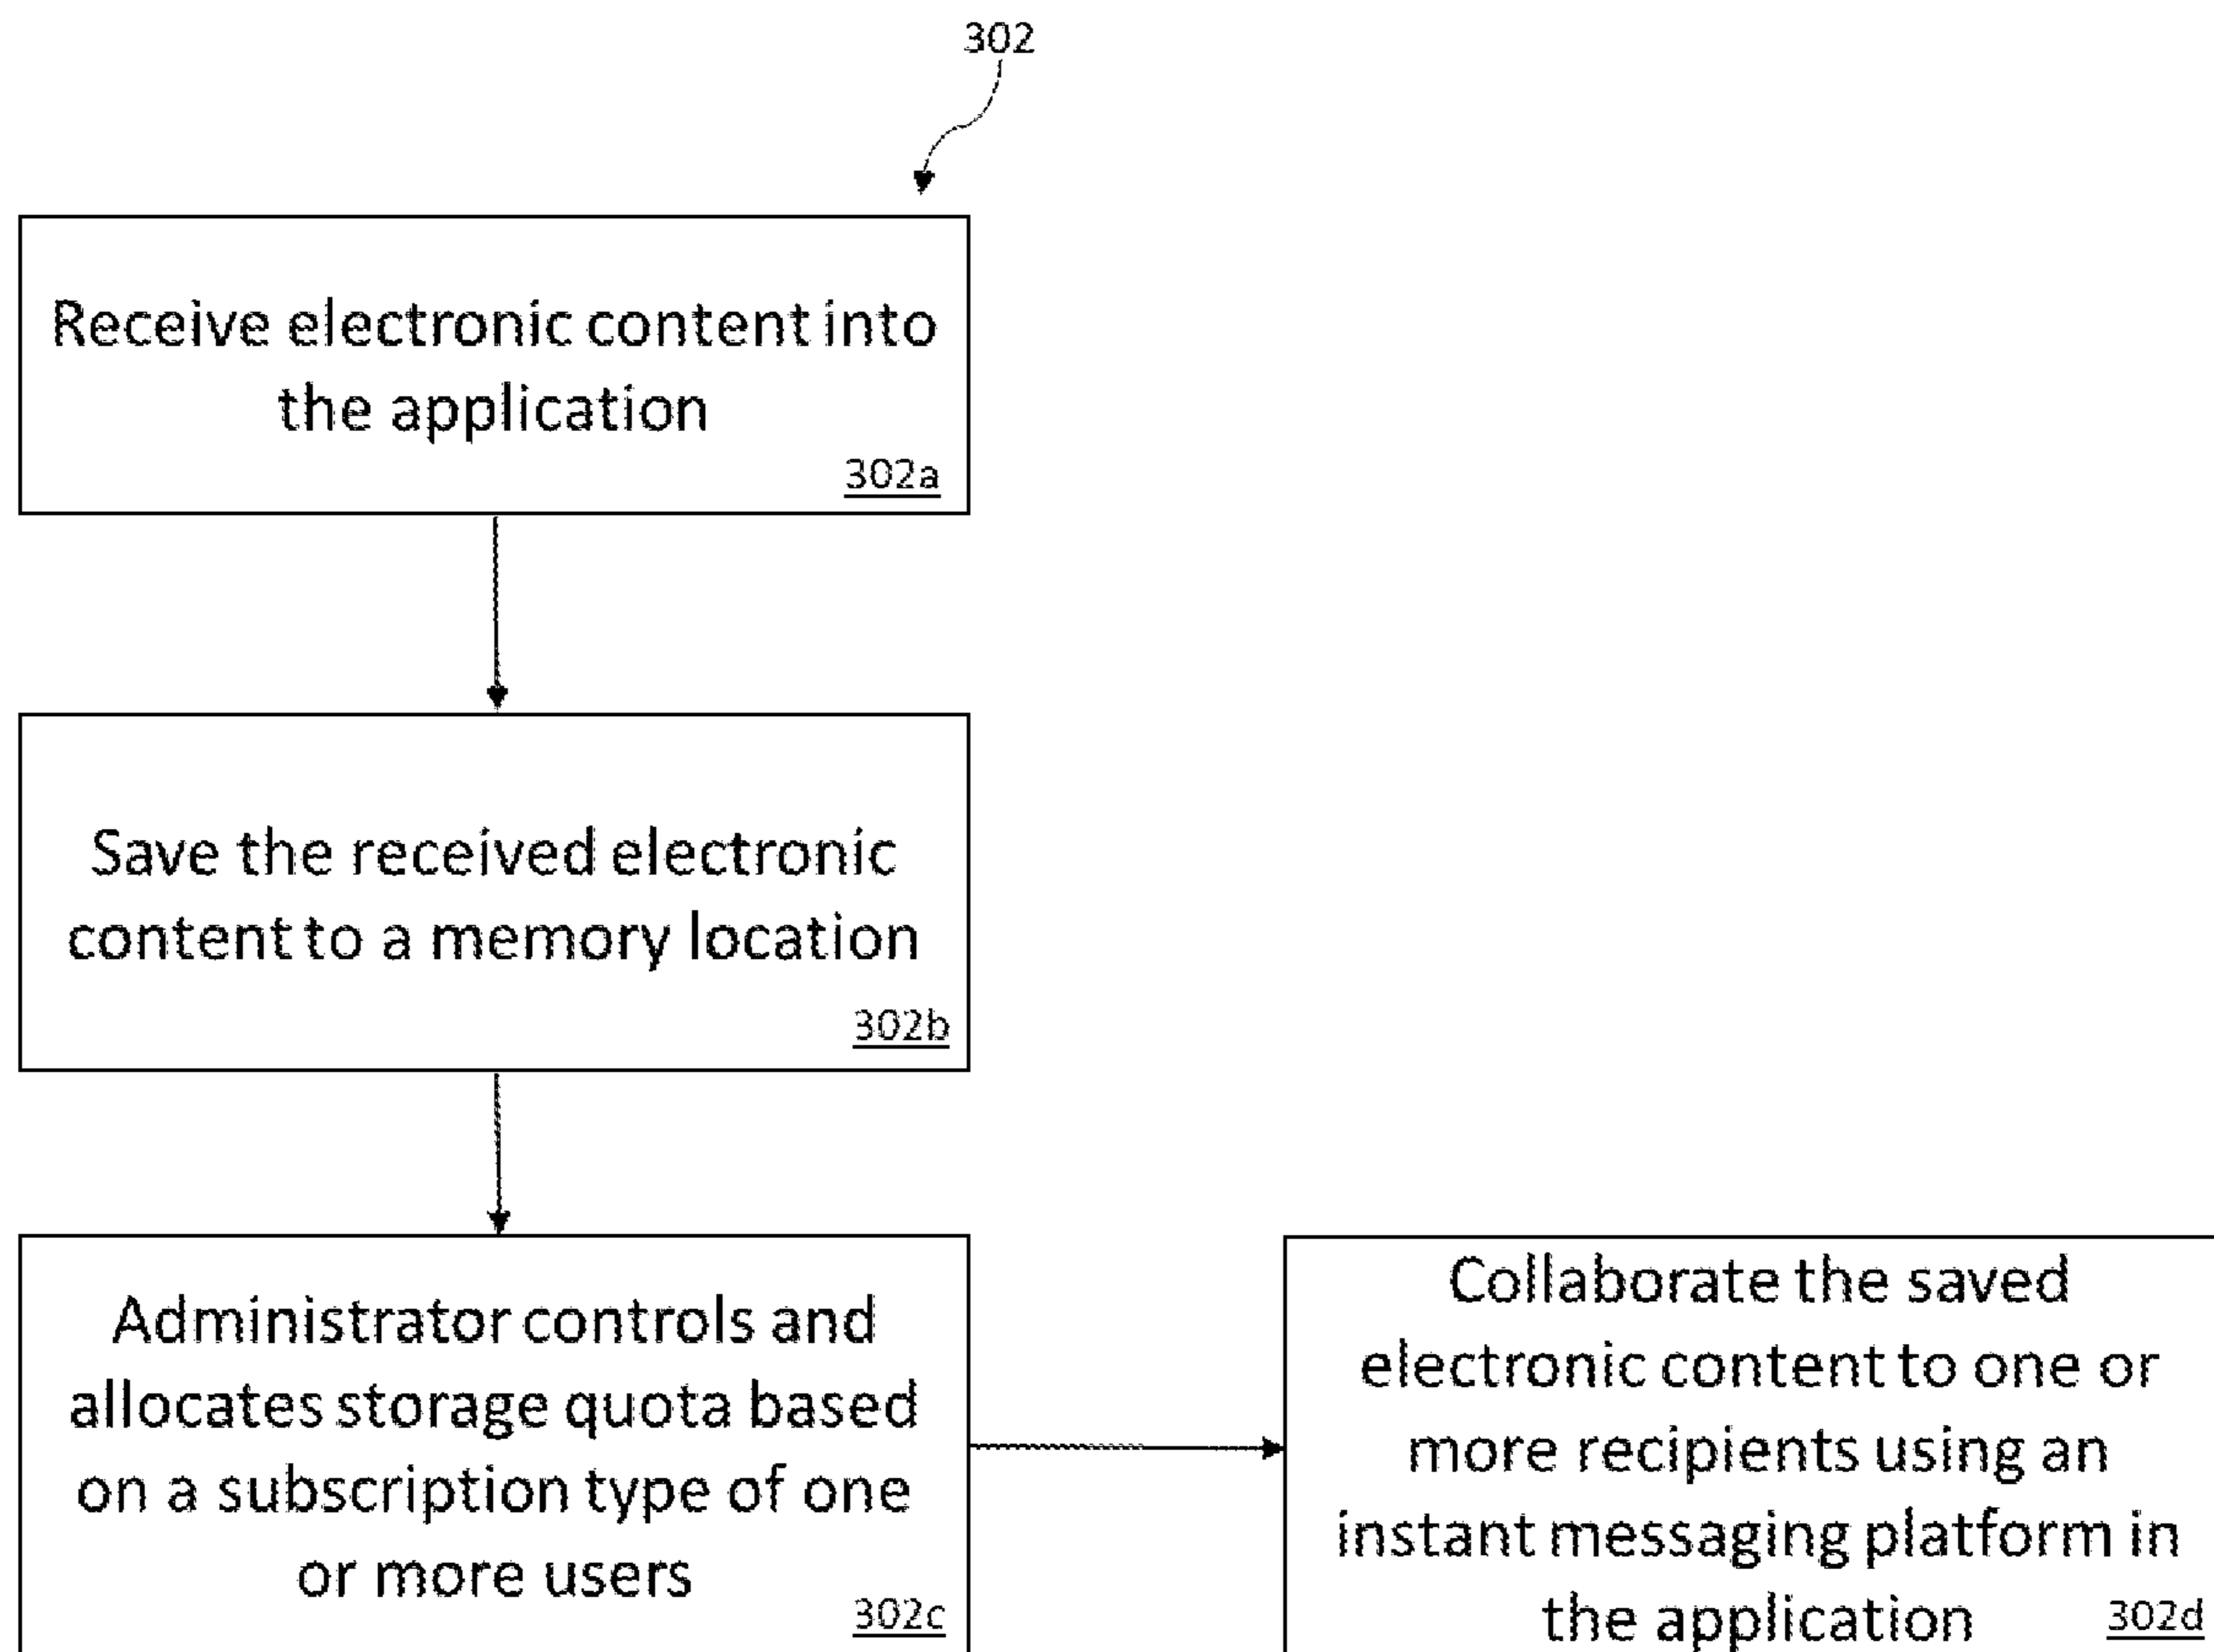 302
Receive electronic content into
the application
302a
Save the received electronic
content to a memory location
302b
Administrator controls and
allocates storage quota based
on a subscription type of one
or more users
302c
Collaborate the saved
electronic content to one or
more recipients using an
instant messaging platform in
the application
302d